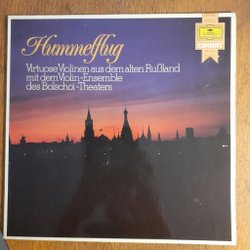 Hummelflug
Virtuose Violinen aus dem alten Rußland
mit dem Violin-Ensemble
des Bolschoi-Theaters